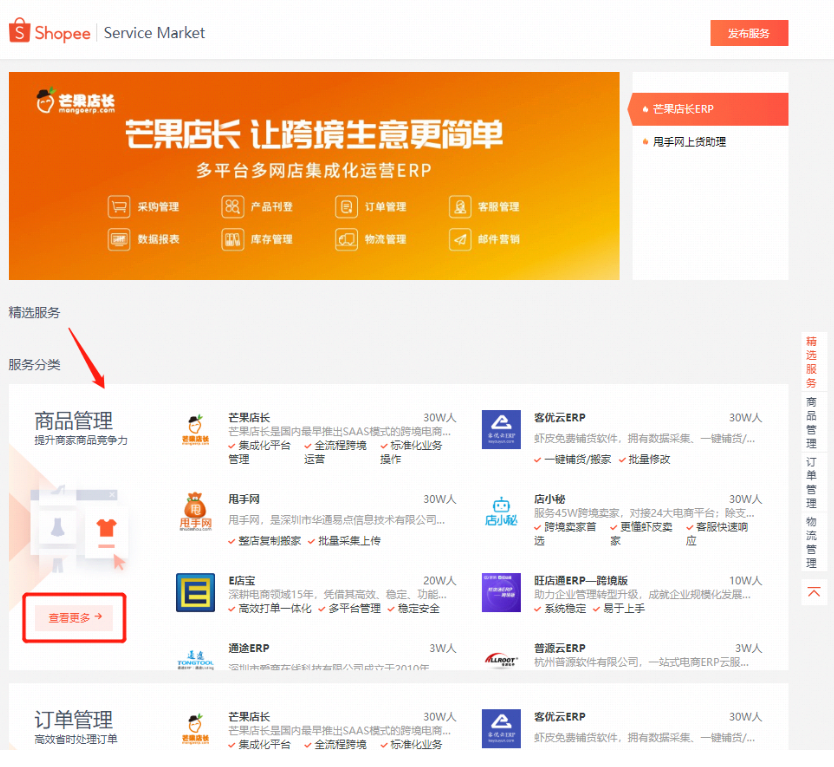 Shopee Service Market
发布服务
芒果店长
mangoerp.com
芒果店长 让跨境生意更简单
多平台多网店集成化运营ERP
采购管理 产品刊登 订单管理 客服管理
数据报表 库存管理 物流管理 邮件营销
芒果店长ERP
甩手网上货助理
精选服务
服务分类
商品管理
提升商家商品竞争力
查看更多
芒果店长 30W人
芒果店长是国内最早推出SAAS模式的跨境电商...
集成化平台管理 全流程跨境运营 标准化业务操作
客优云ERP 30W人
虾皮免费铺货软件，拥有数据采集、一键铺货/...
一键铺货/搬家 批量修改
甩手网 30W人
甩手网，是深圳市华通易点信息技术有限公司...
整店复制搬家 批量采集上传
店小秘 30W人
服务45W跨境卖家，对接24大电商平台；除支...
跨境卖家首选 更懂虾皮卖家 客服快速响应
E店宝 20W人
深耕电商领域15年，凭借其高效、稳定、功能...
高效打单一体化 多平台管理 稳定安全
旺店通ERP—跨境版 10W人
助力企业管理转型升级，成就企业规模化发展...
系统稳定 易于上手
通途ERP 3W人
深圳市爱商在线科技有限公司成立于2010年
普源云ERP 3W人
杭州普源软件有限公司，一站式电商ERP云服...
订单管理
高效省时处理订单
芒果店长 30W人
芒果店长是国内最早推出SAAS模式的跨境电商...
集成化平台 全流程跨境 标准化业务
客优云ERP 30W人
虾皮免费铺货软件，拥有数据采集、一键铺货/...
精选服务
商品管理
订单管理
物流管理